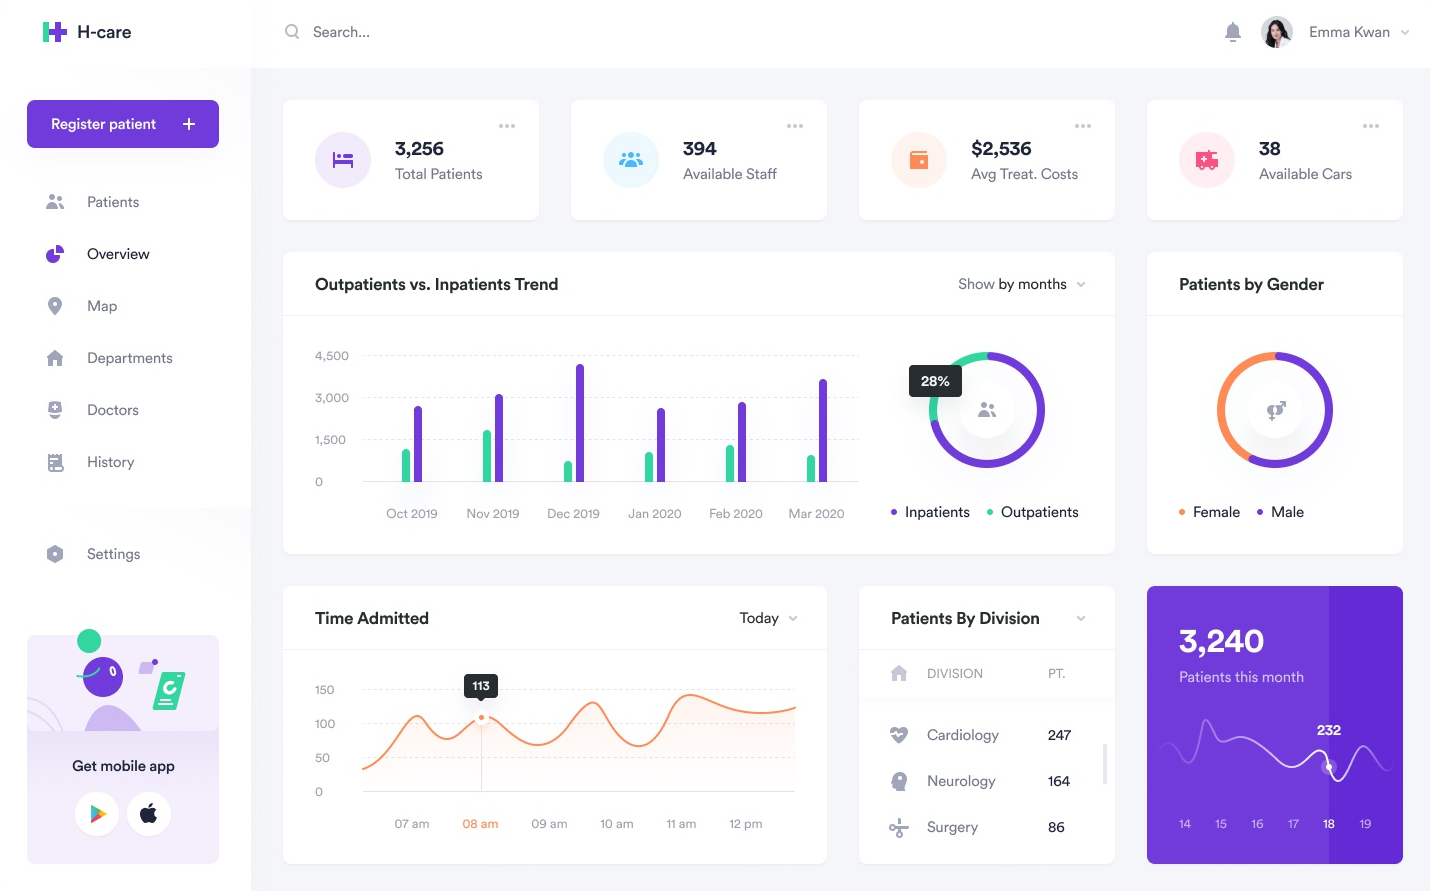 H-care
Search...
Emma Kwan
Register patient
Patients
Overview
Map
Departments
Doctors
History
Settings
Get mobile app
3,256
Total Patients
394
Available Staff
$2,536
Avg Treat. Costs
38
Available Cars
Outpatients vs. Inpatients Trend
Show by months
4,500
3,000
1,500
0
Oct 2019 Nov 2019 Dec 2019 Jan 2020 Feb 2020 Mar 2020
28%
Inpatients Outpatients
Patients by Gender
Female Male
Time Admitted
Today
150
100
50
0
113
07 am 08 am 09 am 10 am 11 am 12 pm
Patients By Division
DIVISION PT.
Cardiology 247
Neurology 164
Surgery 86
3,240
Patients this month
232
14 15 16 17 18 19